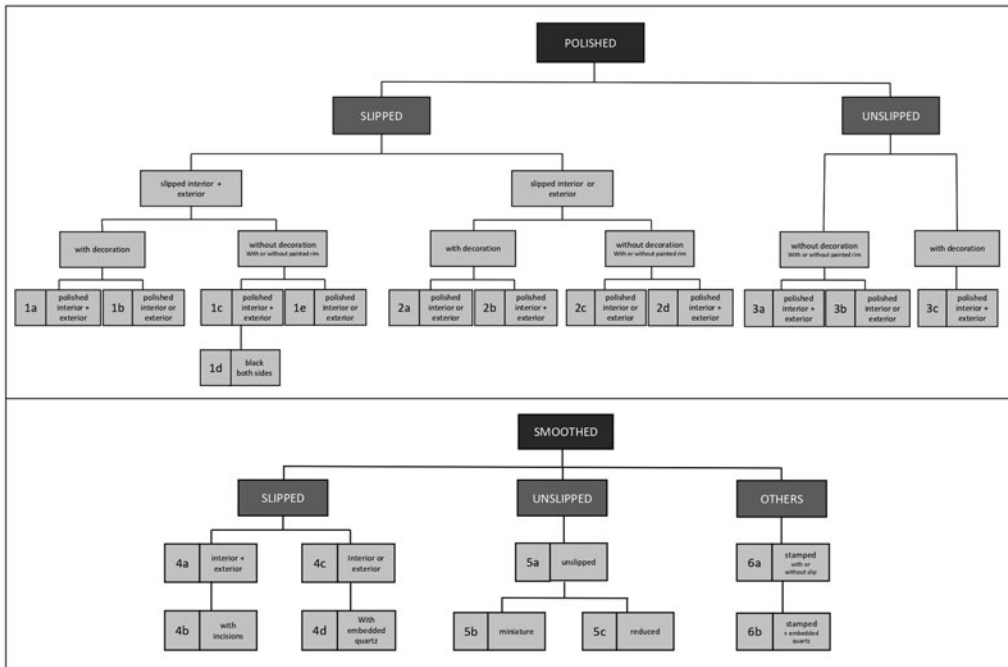 POLISHED
SLIPPED
UNSLIPPED
slipped interior +
exterior
slipped interior or
exterior
with decoration
without decoration
With or without painted rim
with decoration
without decoration
With or without painted rim
without decoration
With or without painted rim
with decoration
1a
polished
interior + exterior
1b
polished
interior or exterior
1c
polished
interior + exterior
1e
polished
interior or exterior
2a
polished
interior or exterior
2b
polished
interior + exterior
2c
polished
interior or exterior
2d
polished
interior + exterior
3a
polished
interior + exterior
3b
polished
interior or exterior
3c
polished
interior + exterior
1d
black
both sides
SMOOTHED
SLIPPED
UNSLIPPED
OTHERS
4a
interior +
exterior
4c
Interior or
exterior
5a
unslipped
6a
stamped
with or
without slip
4b
with
incisions
4d
With
embedded
quartz
5b
miniature
5c
reduced
6b
stamped
+ embedded
quartz